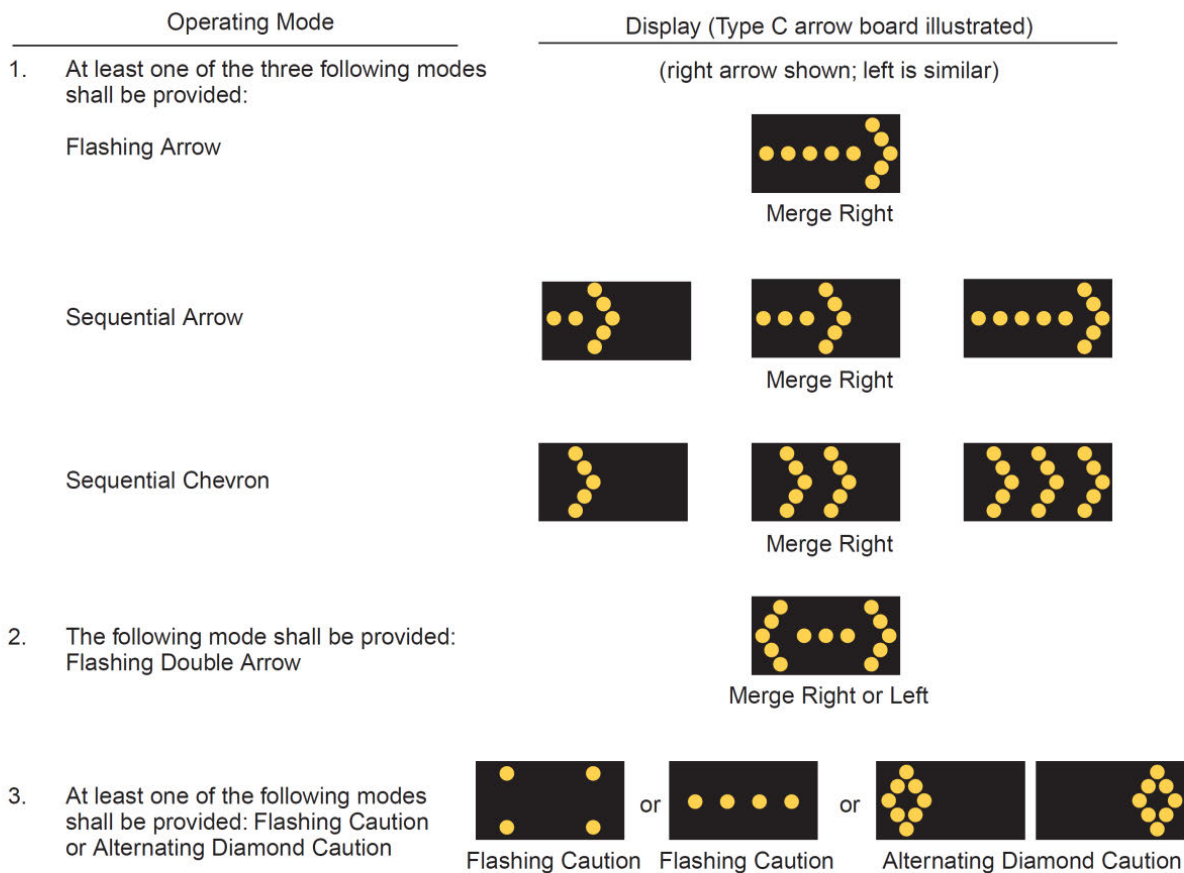 Operating Mode
Display (Type C arrow board illustrated)
1. At least one of the three following modes
shall be provided:
(right arrow shown; left is similar)
Flashing Arrow
Merge Right
Sequential Arrow
Merge Right
Sequential Chevron
Merge Right
2. The following mode shall be provided:
Flashing Double Arrow
Merge Right or Left
3. At least one of the following modes
shall be provided: Flashing Caution
or Alternating Diamond Caution
or
or
Flashing Caution
Flashing Caution
Alternating Diamond Caution